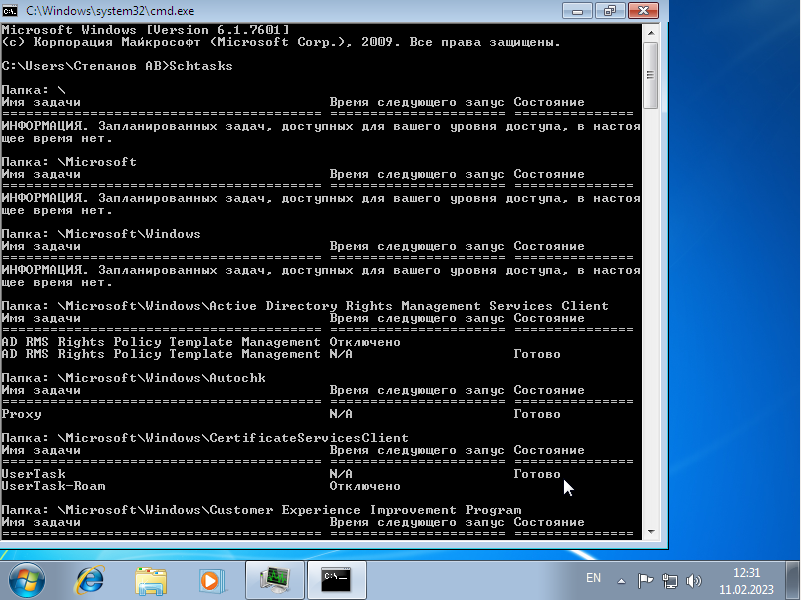 C:\Windows\system32\cmd.exe
Microsoft Windows [Version 6.1.7601]
(c) Корпорация Майкрософт (Microsoft Corp.), 2009. Все права защищены.
C:\Users\Степанов АВ>Schtasks
Папка: \
Имя задачи Время следующего запус Состояние
======================================== ====================== ===============
ИНФОРМАЦИЯ. Запланированных задач, доступных для вашего уровня доступа, в настоя
щее время нет.
Папка: \Microsoft
Имя задачи Время следующего запус Состояние
======================================== ====================== ===============
ИНФОРМАЦИЯ. Запланированных задач, доступных для вашего уровня доступа, в настоя
щее время нет.
Папка: \Microsoft\Windows
Имя задачи Время следующего запус Состояние
======================================== ====================== ===============
ИНФОРМАЦИЯ. Запланированных задач, доступных для вашего уровня доступа, в настоя
щее время нет.
Папка: \Microsoft\Windows\Active Directory Rights Management Services Client
Имя задачи Время следующего запус Состояние
======================================== ====================== ===============
AD RMS Rights Policy Template Management Отключено
AD RMS Rights Policy Template Management N/A Готово
Папка: \Microsoft\Windows\Autochk
Имя задачи Время следующего запус Состояние
======================================== ====================== ===============
Proxy N/A Готово
Папка: \Microsoft\Windows\CertificateServicesClient
Имя задачи Время следующего запус Состояние
======================================== ====================== ===============
UserTask N/A Готово
UserTask-Roam Отключено
Папка: \Microsoft\Windows\Customer Experience Improvement Program
Имя задачи Время следующего запус Состояние
======================================== ====================== ===============
EN
12:31
11.02.2023